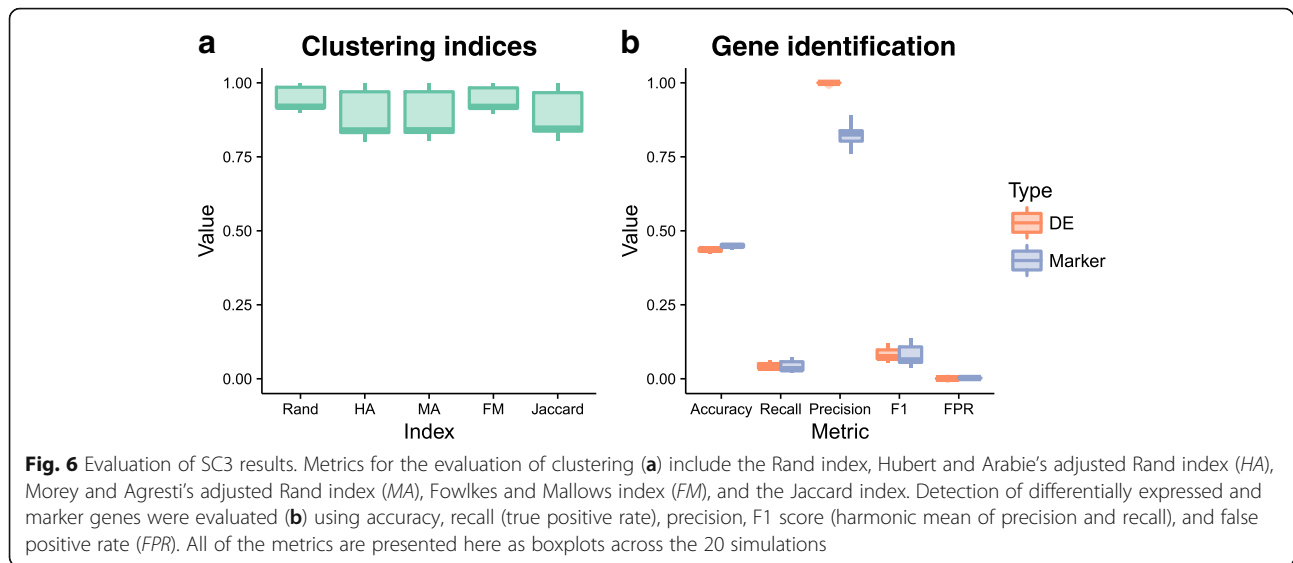 a Clustering indices
1.00
0.75
0.50
0.25
0.00
Value
Rand HA MA FM Jaccard
Index
b Gene identification
1.00
0.75
0.50
0.25
0.00
Value
Accuracy Recall Precision F1 FPR
Metric
Type
DE
Marker
Fig. 6 Evaluation of SC3 results. Metrics for the evaluation of clustering (a) include the Rand index, Hubert and Arabie's adjusted Rand index (HA),
Morey and Agresti's adjusted Rand index (MA), Fowlkes and Mallows index (FM), and the Jaccard index. Detection of differentially expressed and
marker genes were evaluated (b) using accuracy, recall (true positive rate), precision, F1 score (harmonic mean of precision and recall), and false
positive rate (FPR). All of the metrics are presented here as boxplots across the 20 simulations